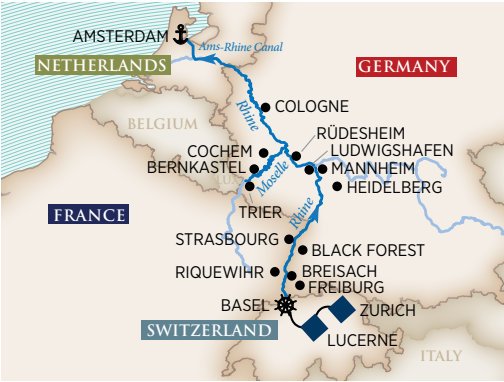 AMSTERDAM
Ams-Rhine Canal
NETHERLANDS
GERMANY
Rhine
COLOGNE
BELGIUM
RÜDESHEIM
COCHEM
LUDWIGSHAFEN
BERNKASTEL
Moselle
MANNHEIM
LUX
HEIDELBERG
FRANCE
TRIER
Rhine
STRASBOURG
BLACK FOREST
RIQUEWIHR
BREISACH
FREIBURG
BASEL
ZURICH
SWITZERLAND
LUCERNE
ITALY